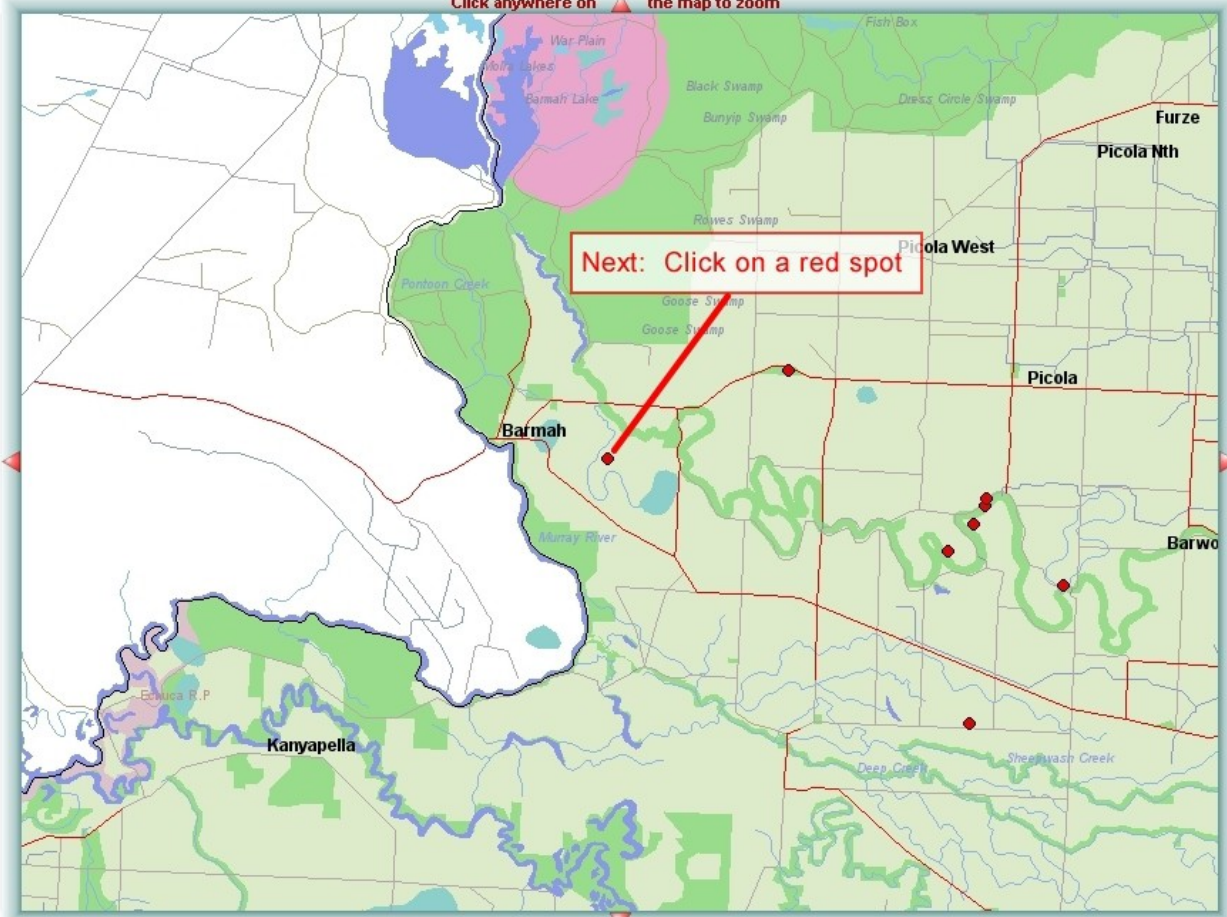 Click anywhere on the map to zoom
Fish Box
War Plain
Moira Lakes
Black Swamp
Barmah Lake
Dress Circle Swamp
Bunyip Swamp
Furze
Picola Nth
Rowes Swamp
Picola West
Next: Click on a red spot
Pontoon Creek
Goose Swamp
Goose Swamp
Picola
Barmah
Murray River
Barwo
Echuca R.P
Kanyapella
Sheepwash Creek
Deep Creek